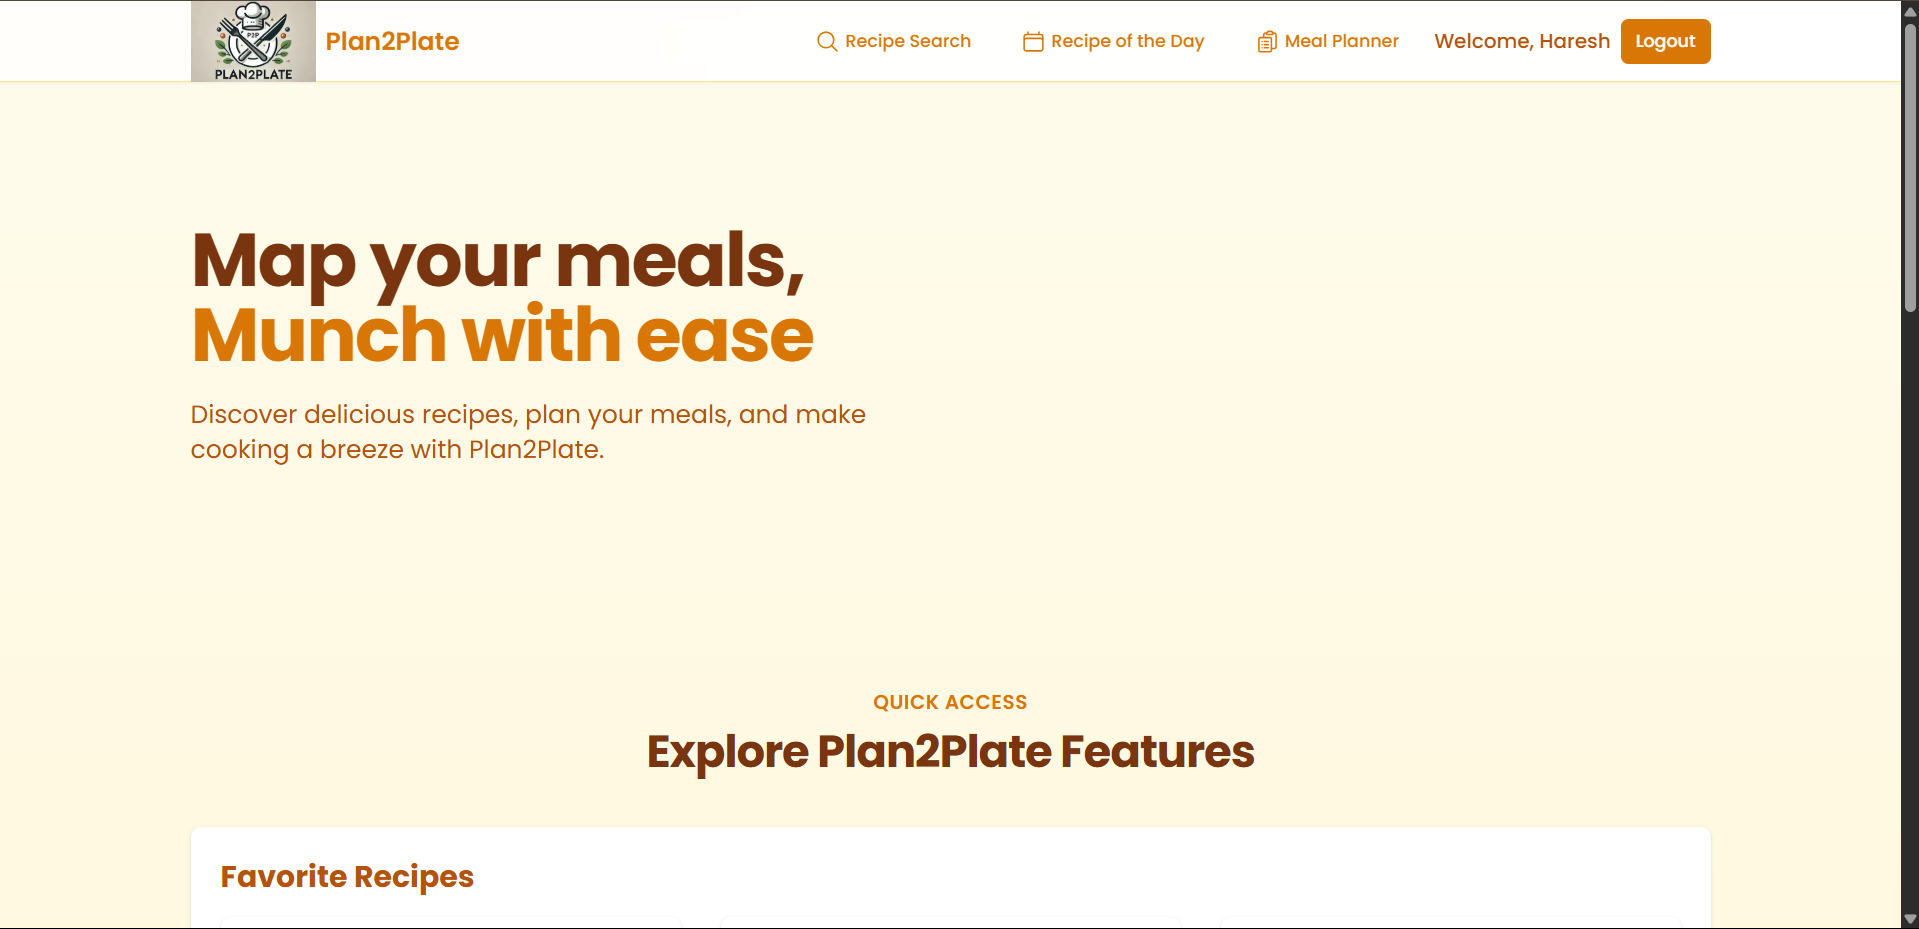 P2P
PLAN2PLATE
Plan2Plate
Recipe Search
Recipe of the Day
Meal Planner
Welcome, Haresh
Logout
Map your meals,
Munch with ease
Discover delicious recipes, plan your meals, and make
cooking a breeze with Plan2Plate.
QUICK ACCESS
Explore Plan2Plate Features
Favorite Recipes